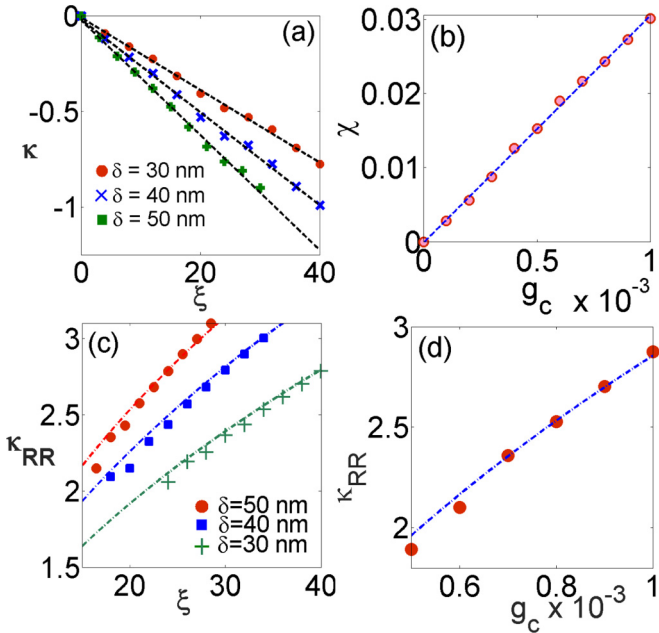 (a)
0
-0.5
-1
κ
δ = 30 nm
δ = 40 nm
δ = 50 nm
0 20 40
ξ
(b)
0.03
0.02
0.01
0
χ
0 0.5 1
g_c x 10⁻³
(c)
3
2.5
2
1.5
κ_RR
δ=50 nm
δ=40 nm
δ=30 nm
20 30 40
ξ
(d)
3
2.5
2
κ_RR
0.6 0.8 1
g_c x 10⁻³